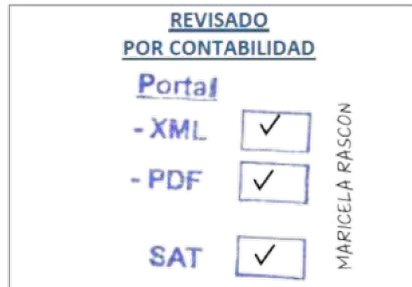 REVISADO
POR CONTABILIDAD
Portal
- XML ✓
- PDF ✓
SAT ✓
MARICELA RASCON